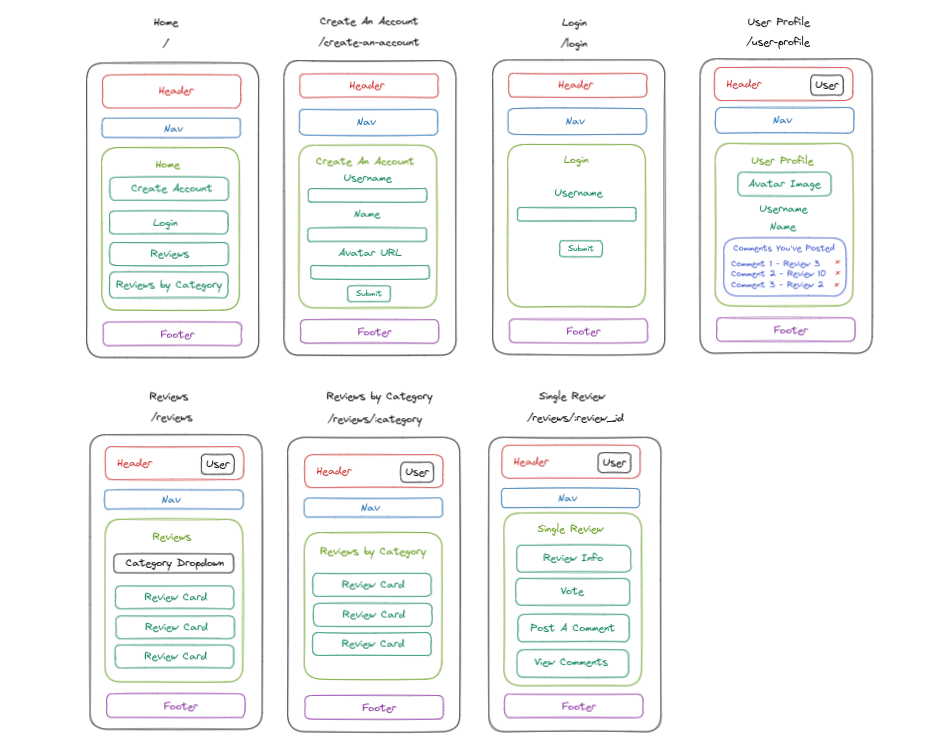 Home
/
Header
Nav
Home
Create Account
Login
Reviews
Reviews by Category
Footer
Create An Account
/create-an-account
Header
Nav
Create An Account
Username
Name
Avatar URL
Submit
Footer
Login
/login
Header
Nav
Login
Username
Submit
Footer
User Profile
/user-profile
Header
User
Nav
User Profile
Avatar Image
Username
Name
Comments You've Posted
Comment 1 - Review 3 x
Comment 2 - Review 10 x
Comment 3 - Review 2 x
Footer
Reviews
/reviews
Header
User
Nav
Reviews
Category Dropdown
Review Card
Review Card
Review Card
Footer
Reviews by Category
/reviews/:category
Header
User
Nav
Reviews by Category
Review Card
Review Card
Review Card
Footer
Single Review
/reviews/:review_id
Header
User
Nav
Single Review
Review Info
Vote
Post A Comment
View Comments
Footer